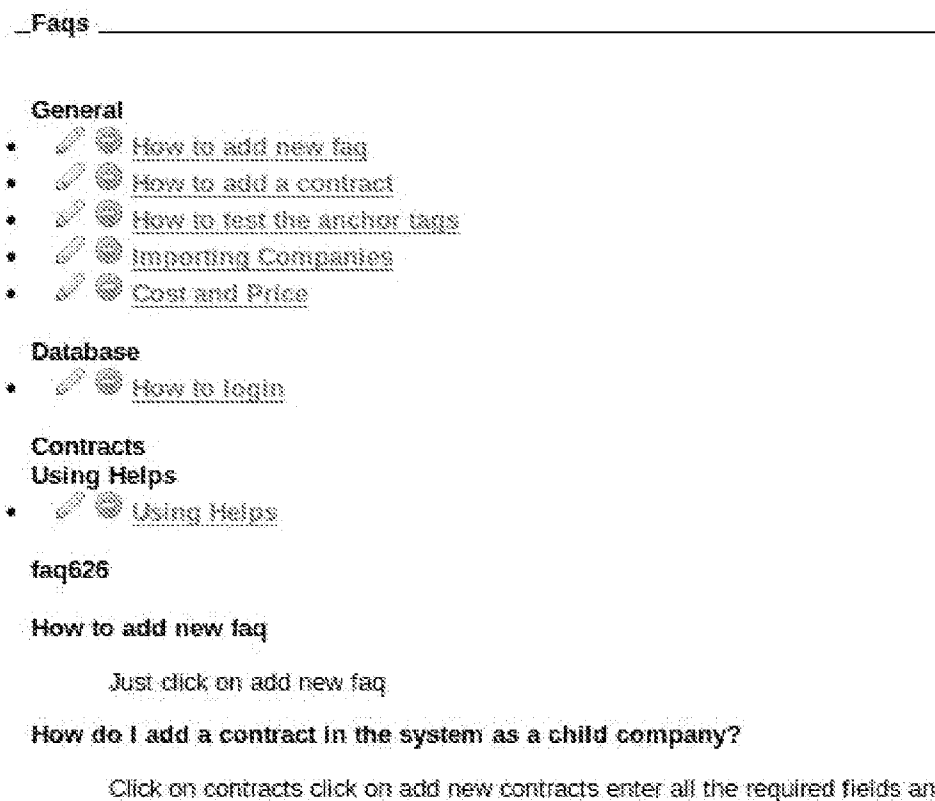 Faqs
General
How to add new faq
How to add a contract
How to test the anchor tags
Importing Companies
Cost and Price
Database
How to login
Contracts
Using Helps
Using Helps
faq626
How to add new faq
Just click on add new faq
How do I add a contract in the system as a child company?
Click on contracts click on add new contracts enter all the required fields an